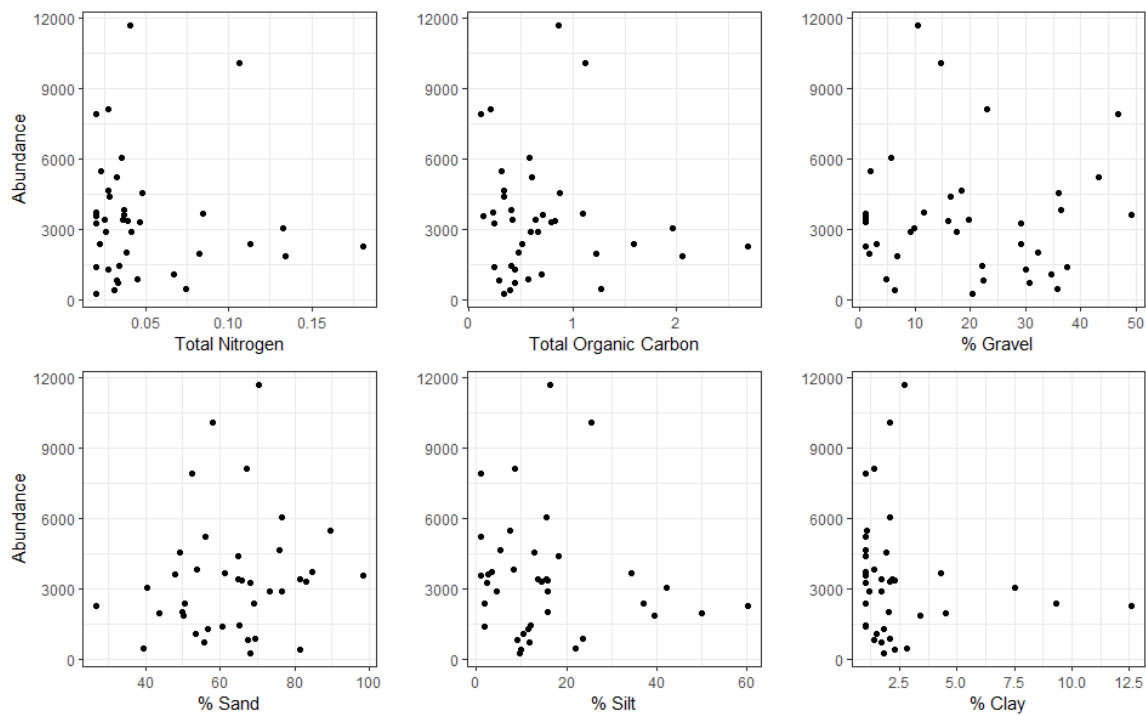 12000
9000
6000
3000
0
Abundance
0.05 0.10 0.15
Total Nitrogen
12000
9000
6000
3000
0
0 1 2
Total Organic Carbon
12000
9000
6000
3000
0
0 10 20 30 40 50
% Gravel
12000
9000
6000
3000
0
Abundance
40 60 80 100
% Sand
12000
9000
6000
3000
0
0 20 40 60
% Silt
12000
9000
6000
3000
0
2.5 5.0 7.5 10.0 12.5
% Clay